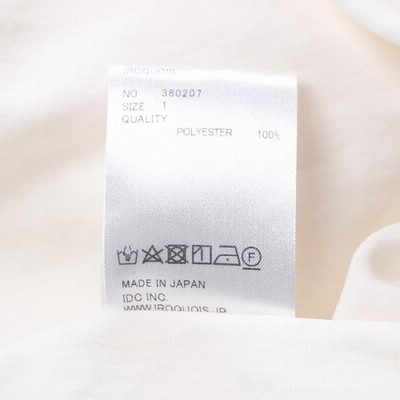 IROQUOIS
NO 380207
SIZE 1
QUALITY
POLYESTER 100%
F
MADE IN JAPAN
IDC INC
WWW.IROQUOIS.JP